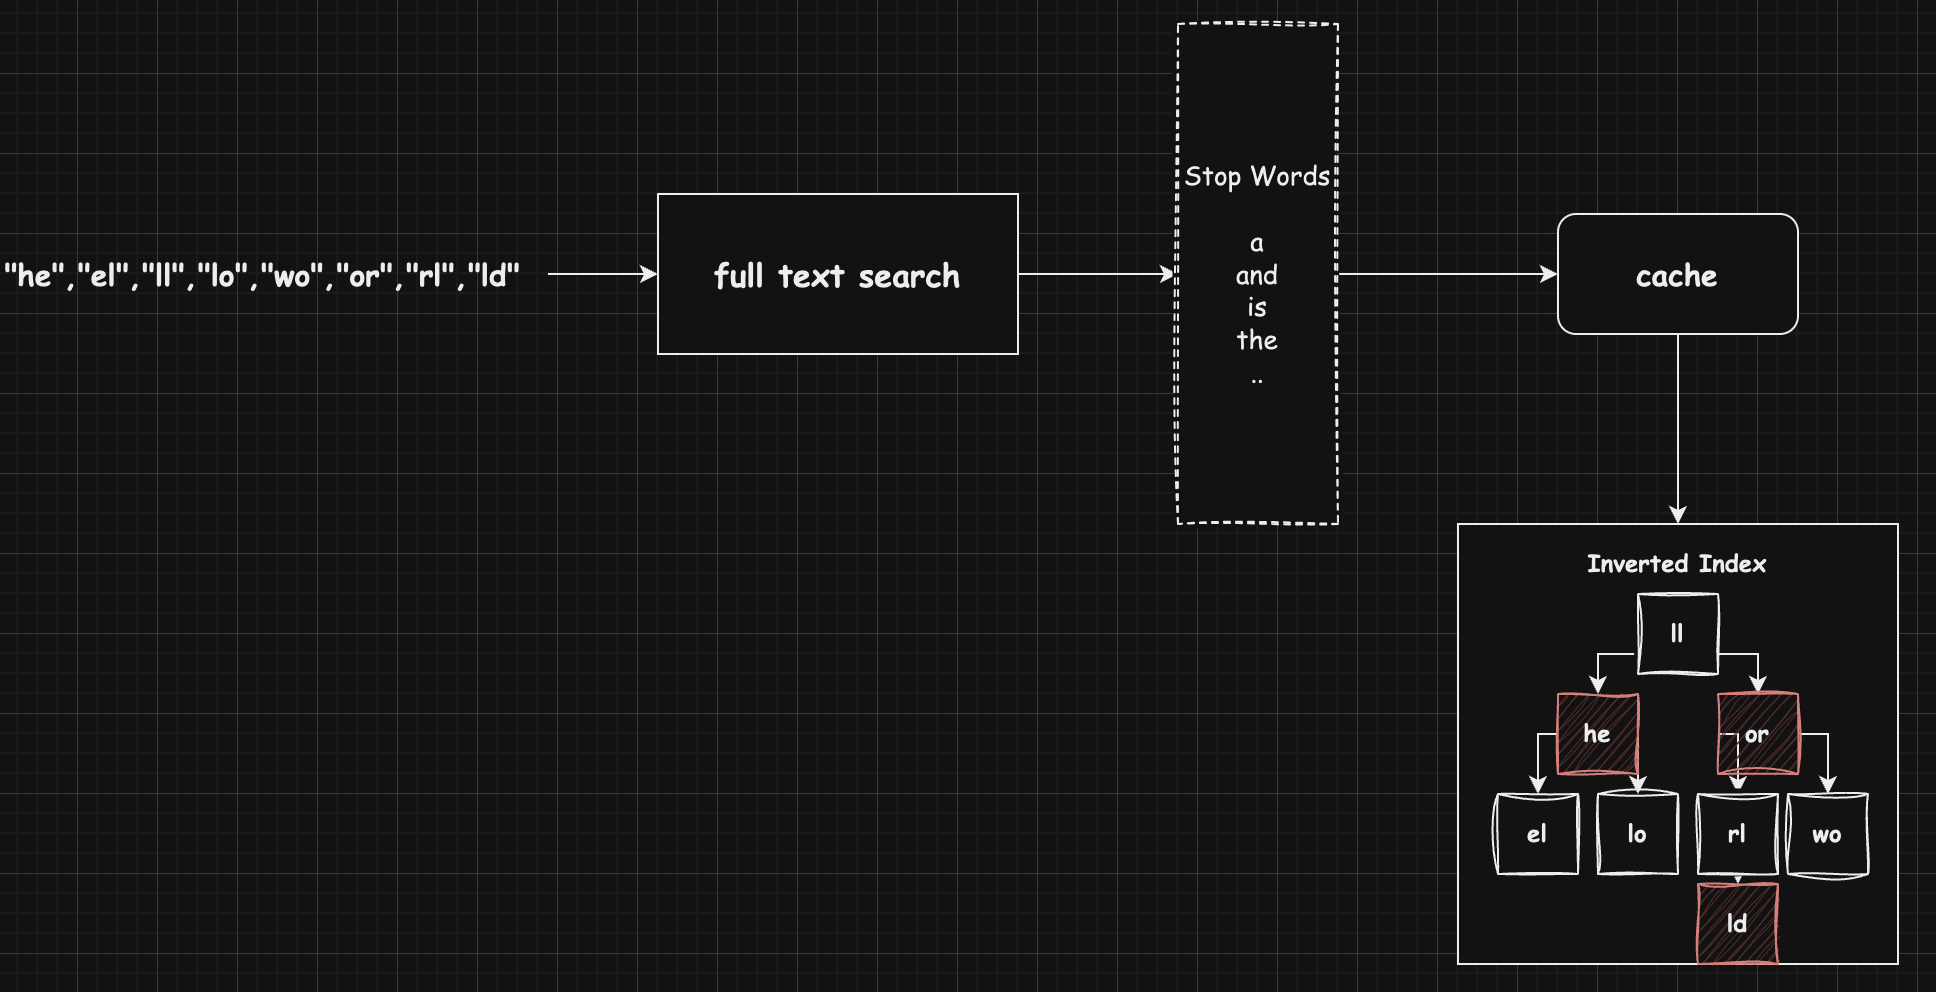 "he","el","ll","lo","wo","or","rl","ld"
full text search
Stop Words
a
and
is
the
..
cache
Inverted Index
ll
he
or
el
lo
rl
wo
ld